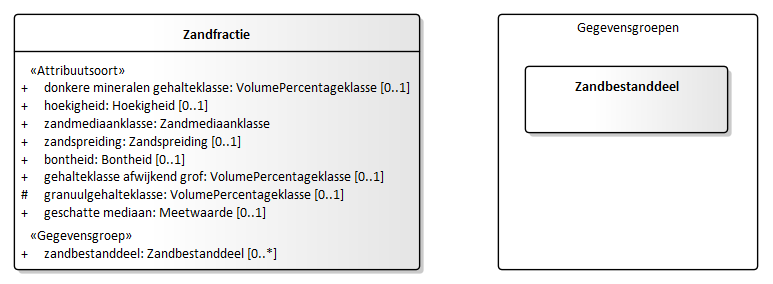 Zandfractie
«Attribuutsoort»
+ donkere mineralen gehalteklasse: VolumePercentageklasse [0..1]
+ hoekigheid: Hoekigheid [0..1]
+ zandmediaanklasse: Zandmediaanklasse
+ zandspreiding: Zandspreiding [0..1]
+ bontheid: Bontheid [0..1]
+ gehalteklasse afwijkend grof: VolumePercentageklasse [0..1]
# granuulgehalteklasse: VolumePercentageklasse [0..1]
+ geschatte mediaan: Meetwaarde [0..1]
«Gegevensgroep»
+ zandbestanddeel: Zandbestanddeel [0..*]
Gegevensgroepen
Zandbestanddeel